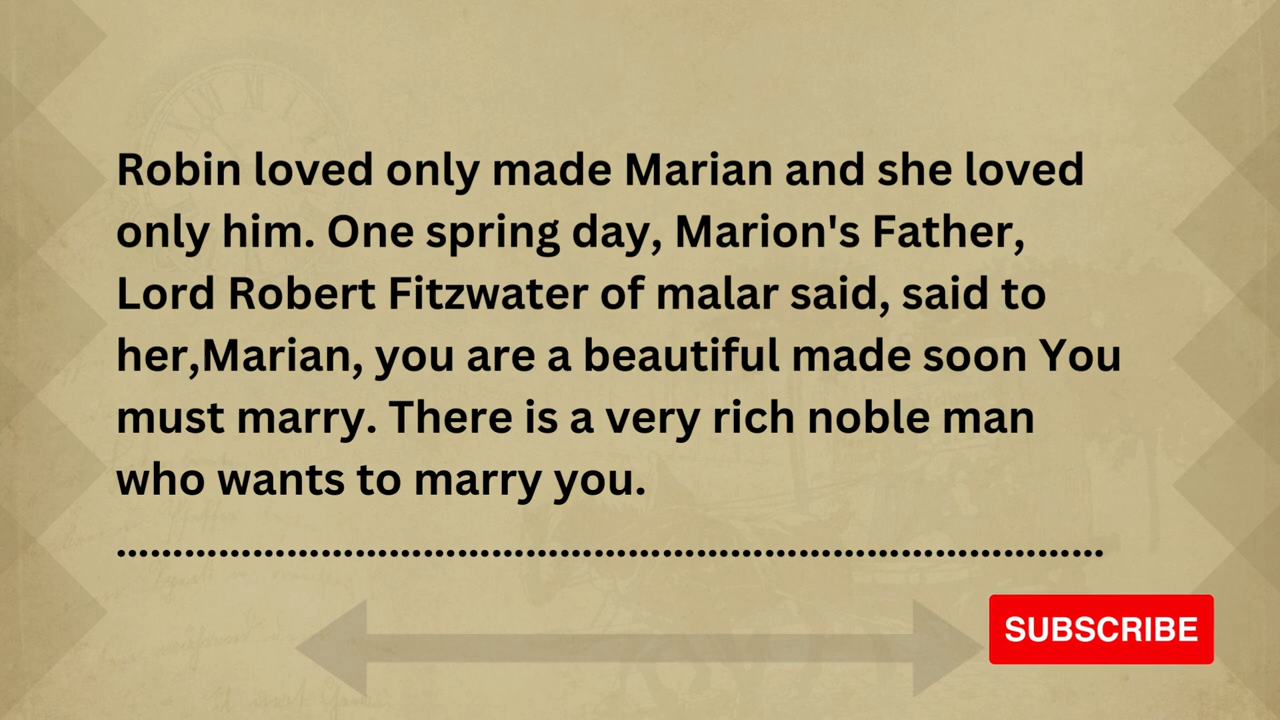 Robin loved only made Marian and she loved
only him. One spring day, Marion's Father,
Lord Robert Fitzwater of malar said, said to
her,Marian, you are a beautiful made soon You
must marry. There is a very rich noble man
who wants to marry you.
................................................................................
SUBSCRIBE